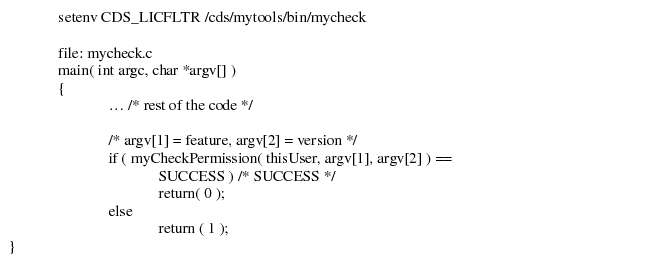 setenv CDS_LICFLTR /cds/mytools/bin/mycheck
file: mycheck.c
main( int argc, char *argv[] )
{
… /* rest of the code */
/* argv[1] = feature, argv[2] = version */
if ( myCheckPermission( thisUser, argv[1], argv[2] ) ==
SUCCESS ) /* SUCCESS */
return( 0 );
else
return ( 1 );
}